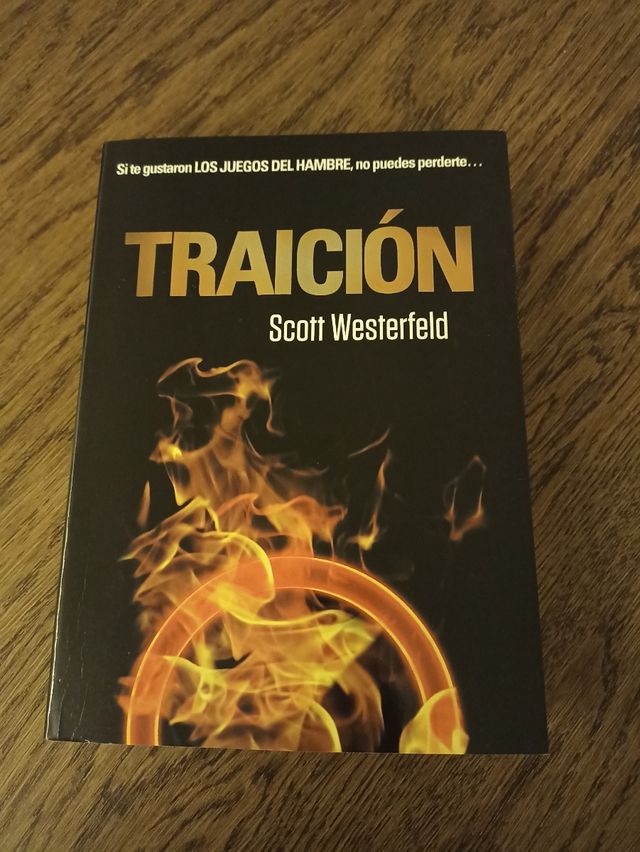 Si te gustaron LOS JUEGOS DEL HAMBRE, no puedes perderte...
TRAICIÓN
Scott Westerfeld